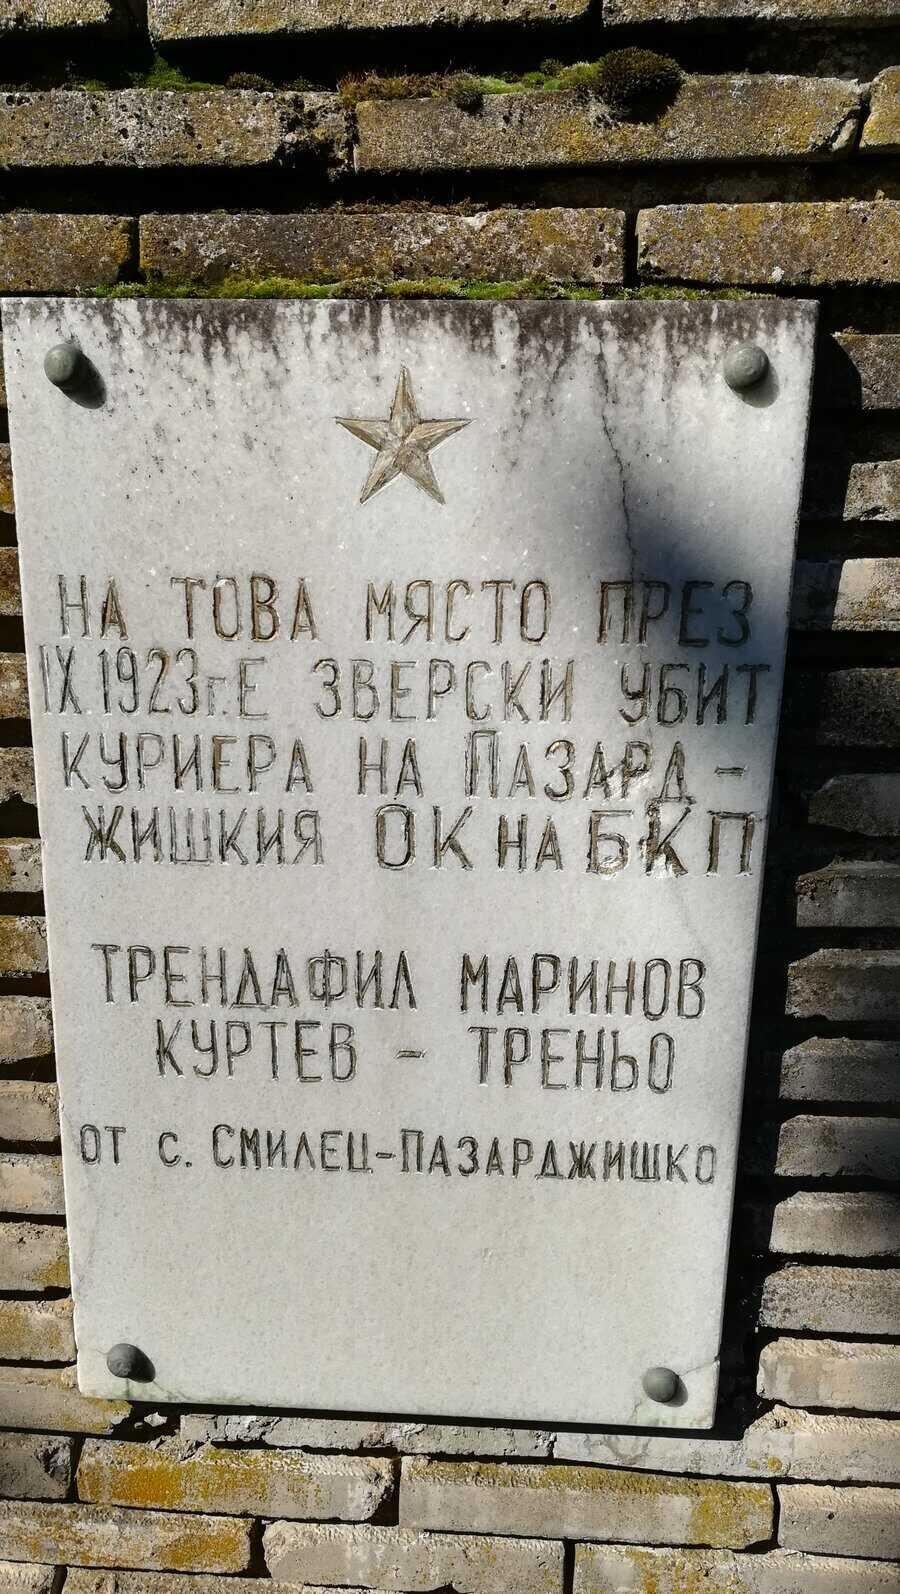 НА ТОВА МЯСТО ПРЕЗ
IX.1923г.Е ЗВЕРСКИ УБИТ
КУРИЕРА НА ПАЗАРД-
ЖИШКИЯ ОК НА БКП
ТРЕНДАФИЛ МАРИНОВ
КУРТЕВ - ТРЕНЬО
ОТ С. СМИЛЕЦ-ПАЗАРДЖИШКО